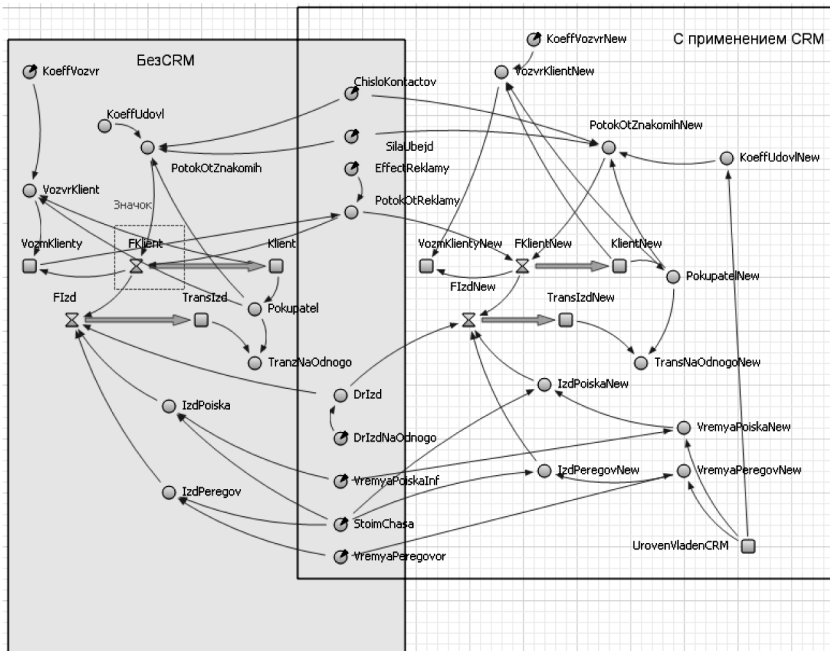 БезCRM
С применением CRM
KoeffVozvr
KoeffUdovl
PotokOtZnakomih
VozvrKlient
Значок
VozmKlienty
FKlient
Klient
FIzd
TransIzd
Pokupatel
TranzNaOdnogo
IzdPoiska
IzdPeregov
ChisloKontactov
SilaUbejd
EffectReklamy
PotokOtReklamy
DrIzd
DrIzdNaOdnogo
VremyaPoiskaInf
StoimChasa
VremyaPeregovor
KoeffVozvrNew
VozvrKlientNew
PotokOtZnakomihNew
KoeffUdovlNew
VozmKlientyNew
FKlientNew
KlientNew
PokupatelNew
FIzdNew
TransIzdNew
TransNaOdnogoNew
IzdPoiskaNew
VremyaPoiskaNew
IzdPeregovNew
VremyaPeregovNew
UrovenVladenCRM